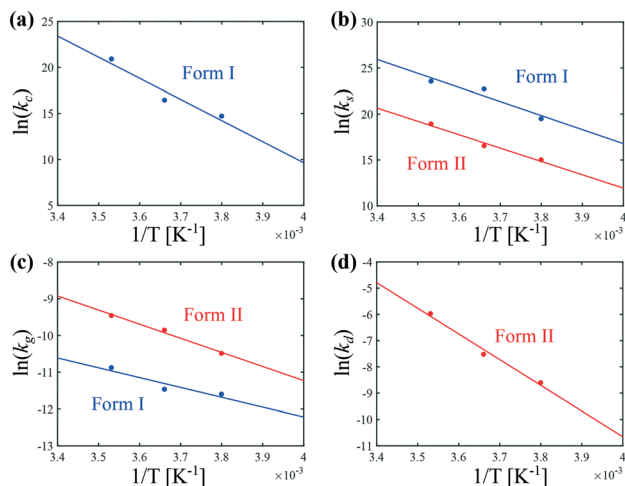 (a)
25
20
15
10
5
ln(k_c)
Form I
3.4 3.5 3.6 3.7 3.8 3.9 4
1/T [K⁻¹]
×10⁻³
(b)
30
25
20
15
10
ln(k_s)
Form I
Form II
3.4 3.5 3.6 3.7 3.8 3.9 4
1/T [K⁻¹]
×10⁻³
(c)
-8
-9
-10
-11
-12
-13
ln(k_g)
Form II
Form I
3.4 3.5 3.6 3.7 3.8 3.9 4
1/T [K⁻¹]
×10⁻³
(d)
-4
-5
-6
-7
-8
-9
-10
-11
ln(k_d)
Form II
3.4 3.5 3.6 3.7 3.8 3.9 4
1/T [K⁻¹]
×10⁻³